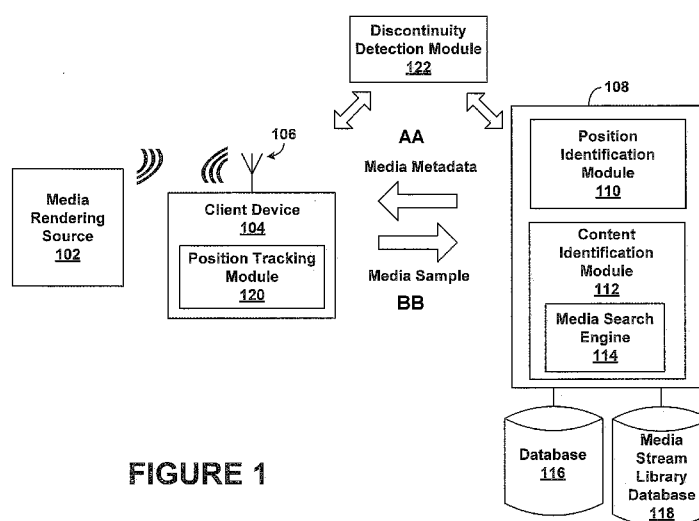 Discontinuity
Detection Module
122
108
106
AA
Media Metadata
Position
Identification
Module
110
Media
Rendering
Source
102
Client Device
104
Position Tracking
Module
120
Media Sample
BB
Content
Identification
Module
112
Media Search
Engine
114
Database
116
Media
Stream
Library
Database
118
FIGURE 1